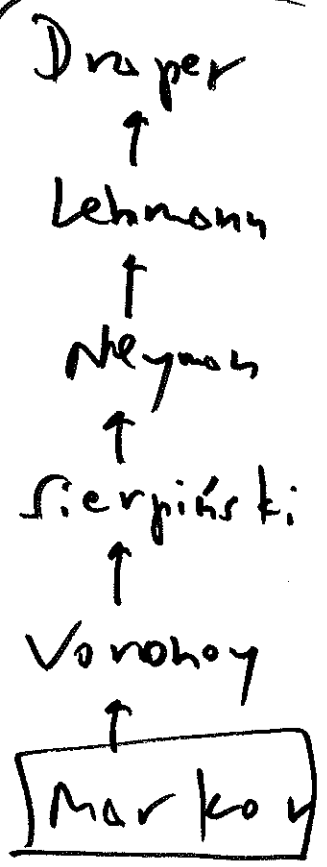 Draper
↑
Lehmann
↑
Neyman
↑
Sierpiński
↑
Voronoy
↑
Markov